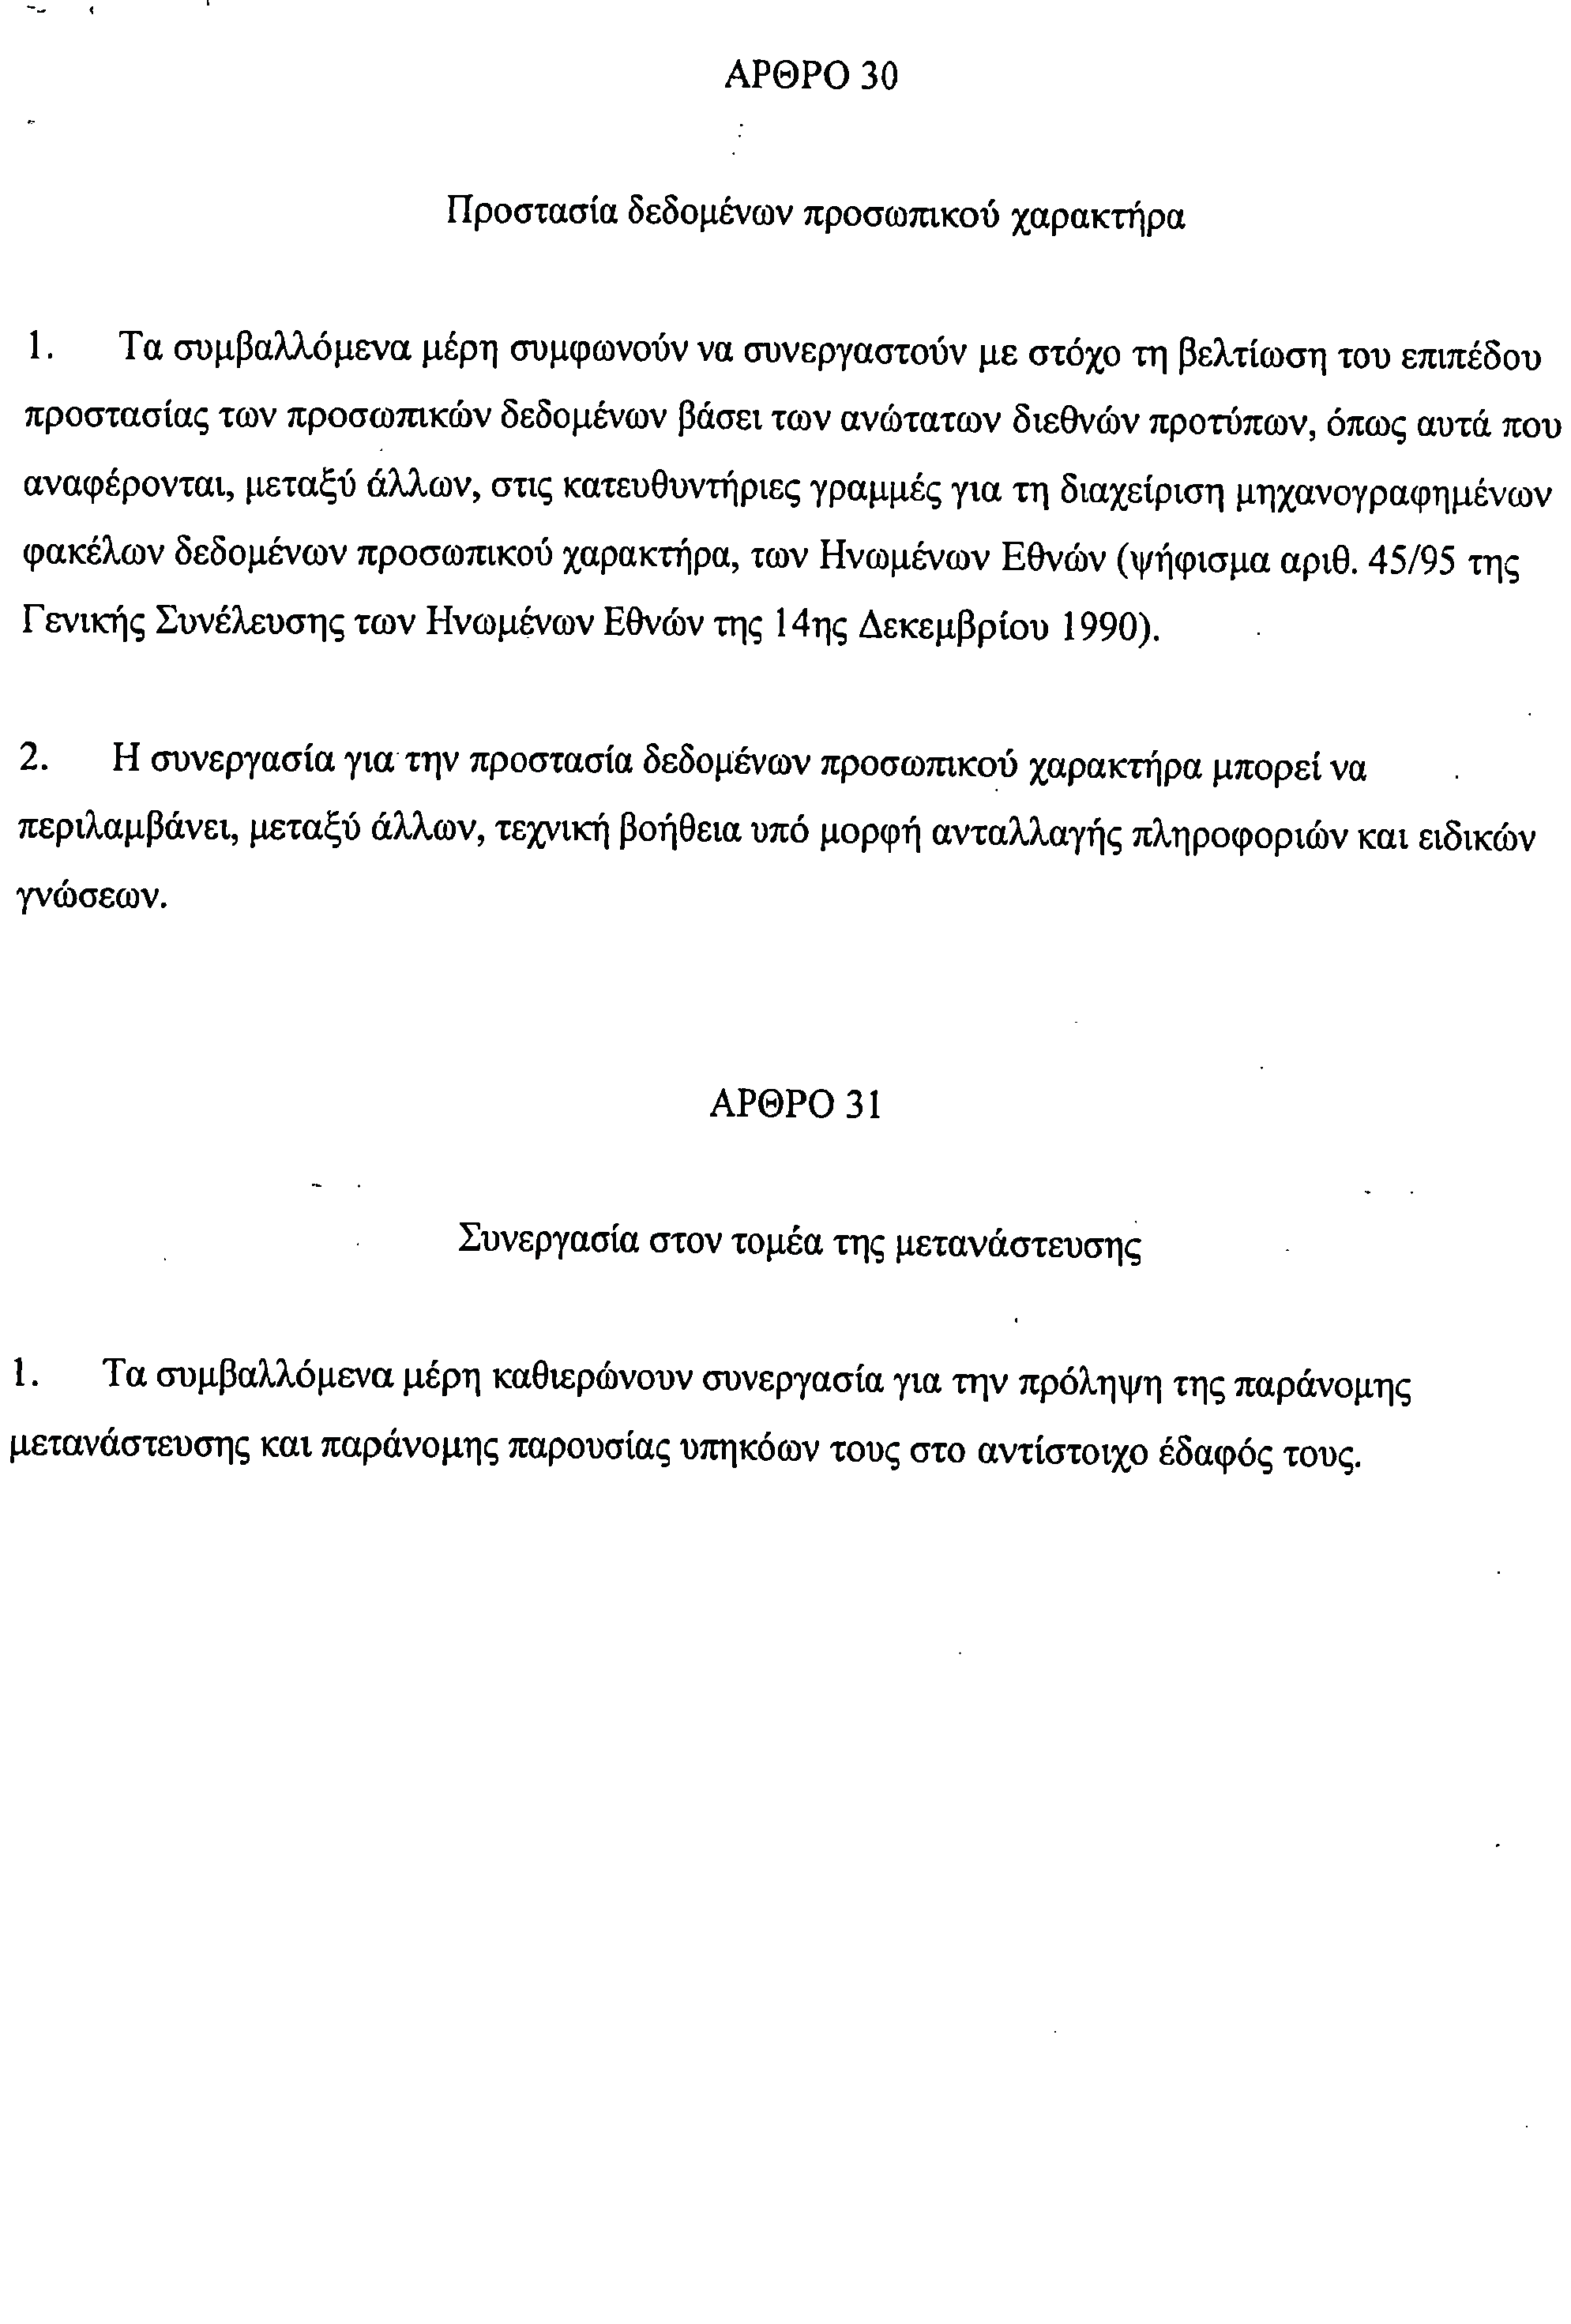 ΑΡΘΡΟ 30
Προστασία δεδομένων προσωπικού χαρακτήρα
1. Τα συμβαλλόμενα μέρη συμφωνούν να συνεργαστούν με στόχο τη βελτίωση του επιπέδου
προστασίας των προσωπικών δεδομένων βάσει των ανώτατων διεθνών προτύπων, όπως αυτά που
αναφέρονται, μεταξύ άλλων, στις κατευθυντήριες γραμμές για τη διαχείριση μηχανογραφημένων
φακέλων δεδομένων προσωπικού χαρακτήρα, των Ηνωμένων Εθνών (ψήφισμα αριθ. 45/95 της
Γενικής Συνέλευσης των Ηνωμένων Εθνών της 14ης Δεκεμβρίου 1990).
2. Η συνεργασία για την προστασία δεδομένων προσωπικού χαρακτήρα μπορεί να
περιλαμβάνει, μεταξύ άλλων, τεχνική βοήθεια υπό μορφή ανταλλαγής πληροφοριών και ειδικών
γνώσεων.
ΑΡΘΡΟ 31
Συνεργασία στον τομέα της μετανάστευσης
1. Τα συμβαλλόμενα μέρη καθιερώνουν συνεργασία για την πρόληψη της παράνομης
μετανάστευσης και παράνομης παρουσίας υπηκόων τους στο αντίστοιχο έδαφός τους.